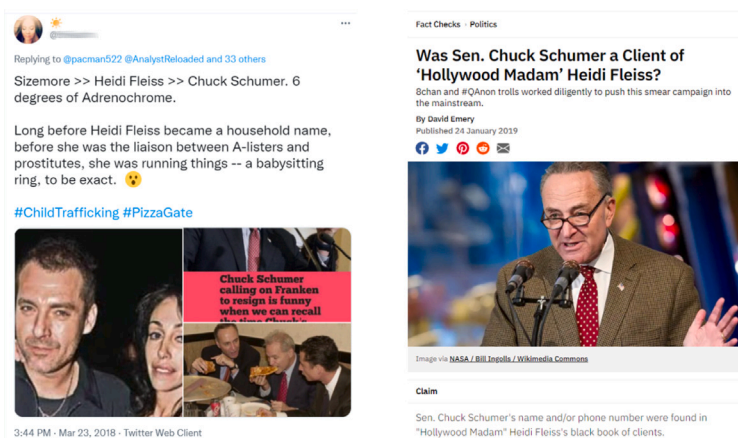 Replying to @pacman522 @AnalystReloaded and 33 others
Sizemore >> Heidi Fleiss >> Chuck Schumer. 6
degrees of Adrenochrome.
Long before Heidi Fleiss became a household name,
before she was the liaison between A-listers and
prostitutes, she was running things -- a babysitting
ring, to be exact. 😮
#ChildTrafficking #PizzaGate
Chuck Schumer
calling on Franken
to resign is funny
when we can recall
3:44 PM · Mar 23, 2018 · Twitter Web Client
Fact Checks · Politics
Was Sen. Chuck Schumer a Client of
‘Hollywood Madam’ Heidi Fleiss?
8chan and #QAnon trolls worked diligently to push this smear campaign into
the mainstream.
By David Emery
Published 24 January 2019
Image via NASA / Bill Ingolls / Wikimedia Commons
Claim
Sen. Chuck Schumer's name and/or phone number were found in
"Hollywood Madam" Heidi Fleiss's black book of clients.